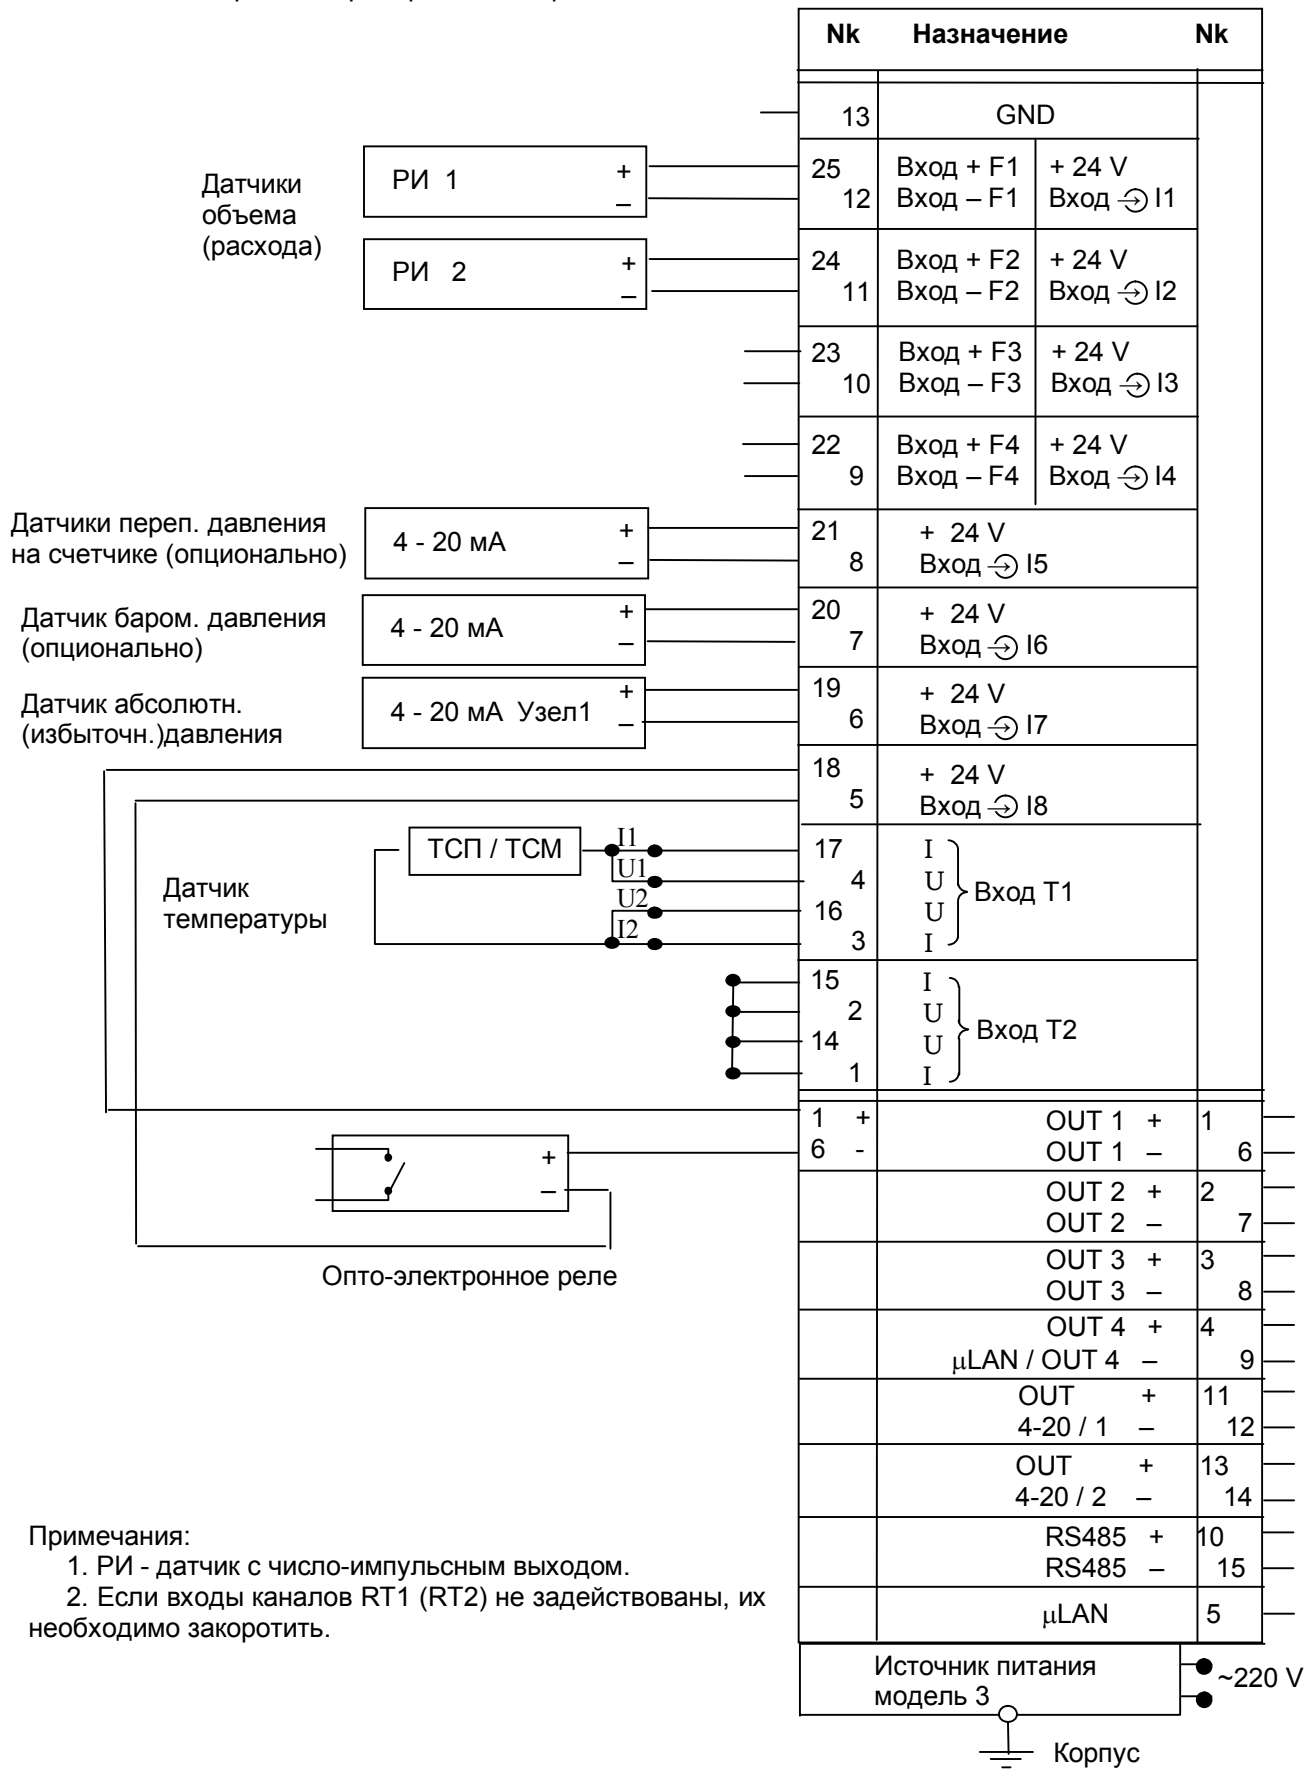 Nk Назначение Nk
13 GND
Датчики объема (расхода)
РИ 1 + –
25 Вход + F1 + 24 V
12 Вход – F1 Вход I1
РИ 2 + –
24 Вход + F2 + 24 V
11 Вход – F2 Вход I2
23 Вход + F3 + 24 V
10 Вход – F3 Вход I3
22 Вход + F4 + 24 V
9 Вход – F4 Вход I4
Датчики переп. давления
на счетчике (опционально)
4 - 20 мА + –
21 + 24 V
8 Вход I5
Датчик баром. давления
(опционально)
4 - 20 мА + –
20 + 24 V
7 Вход I6
Датчик абсолютн.
(избыточн.)давления
4 - 20 мА Узел1 + –
19 + 24 V
6 Вход I7
18 + 24 V
5 Вход I8
Датчик
температуры
ТСП / ТСМ
I1 17 I
U1 4 U
Вход T1
U2 16 U
I2 3 I
15 I
2 U
Вход T2
14 U
1 I
1 + OUT 1 + 1
6 - OUT 1 – 6
+
–
Опто-электронное реле
OUT 2 + 2
OUT 2 – 7
OUT 3 + 3
OUT 3 – 8
OUT 4 + 4
μLAN / OUT 4 – 9
OUT + 11
4-20 / 1 – 12
OUT + 13
4-20 / 2 – 14
RS485 + 10
RS485 – 15
μLAN 5
Примечания:
1. РИ - датчик с число-импульсным выходом.
2. Если входы каналов RT1 (RT2) не задействованы, их
необходимо закоротить.
Источник питания
модель 3
~220 V
Корпус